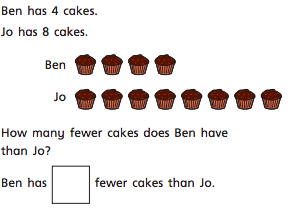 Ben has 4 cakes.
Jo has 8 cakes.
Ben
Jo
How many fewer cakes does Ben have
than Jo?
Ben has fewer cakes than Jo.